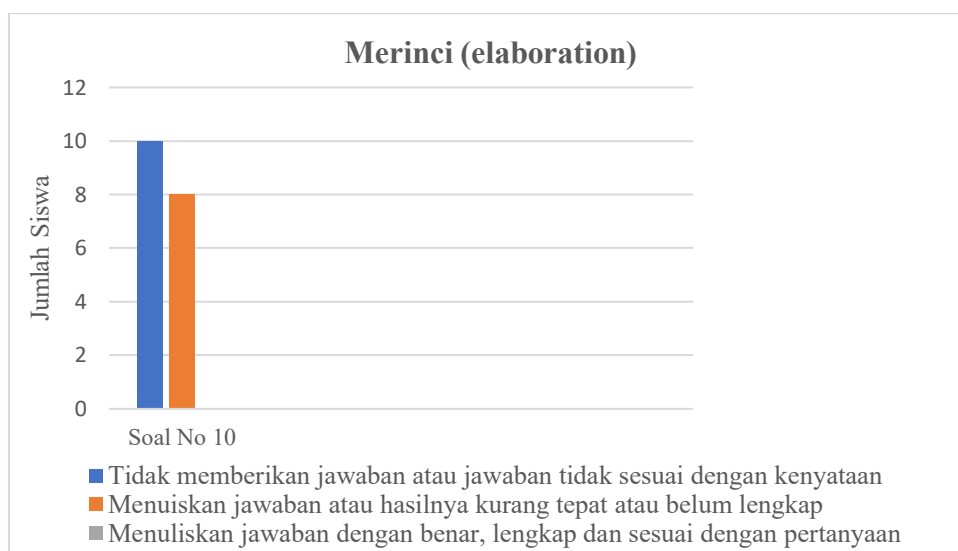 Merinci (elaboration)
12
10
8
6
4
2
0
Jumlah Siswa
Soal No 10
Tidak memberikan jawaban atau jawaban tidak sesuai dengan kenyataan
Menuiskan jawaban atau hasilnya kurang tepat atau belum lengkap
Menuliskan jawaban dengan benar, lengkap dan sesuai dengan pertanyaan